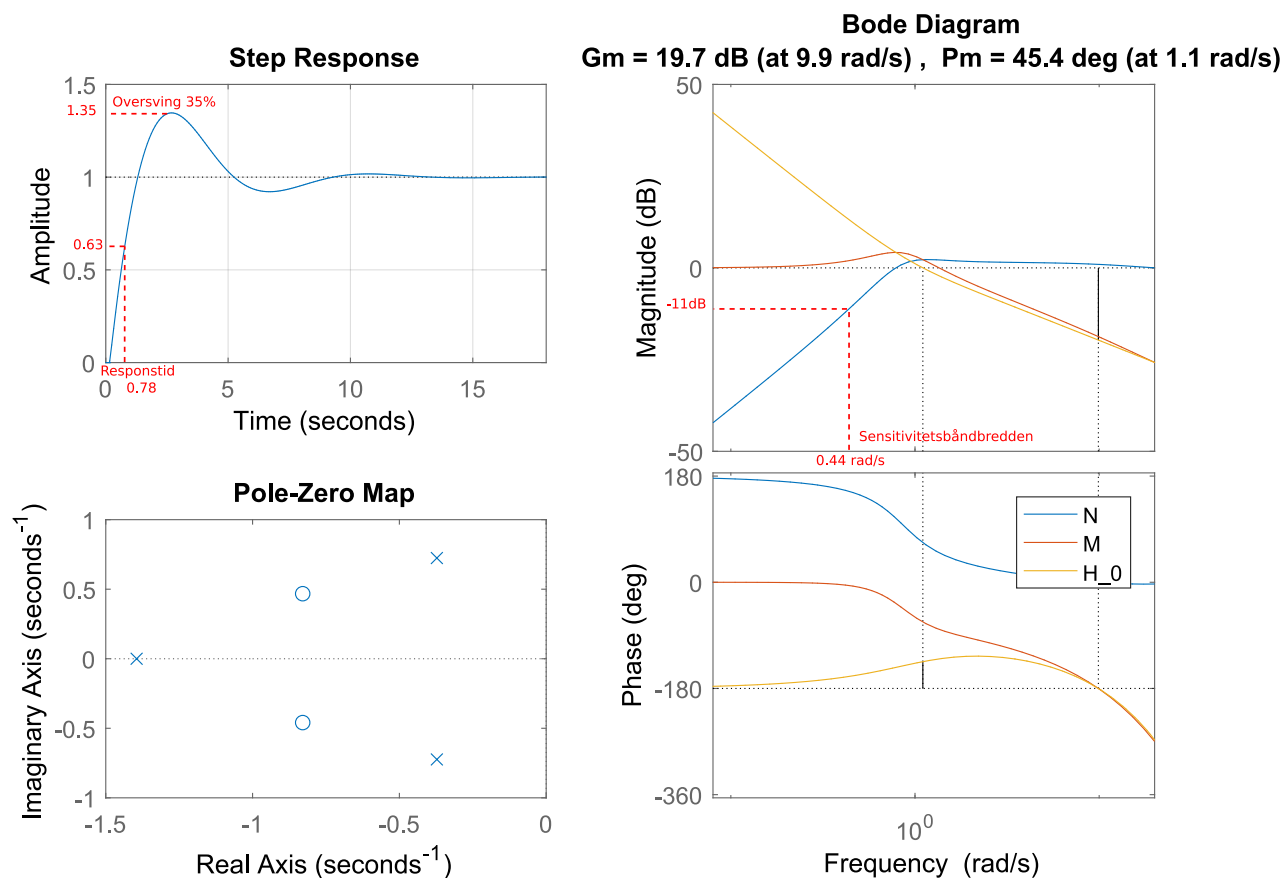 Step Response
1.5
1.35
Oversving 35%
1
0.63
0.5
0
Amplitude
Responstid
0.78
0
5
10
15
Time (seconds)
Pole-Zero Map
1
0.5
0
-0.5
-1
Imaginary Axis (seconds⁻¹)
-1.5
-1
-0.5
0
Real Axis (seconds⁻¹)
Bode Diagram
Gm = 19.7 dB (at 9.9 rad/s) , Pm = 45.4 deg (at 1.1 rad/s)
50
0
-11dB
-50
Magnitude (dB)
Sensitivitetsbåndbredden
0.44 rad/s
180
0
-180
-360
Phase (deg)
N
M
H_0
10⁰
Frequency (rad/s)